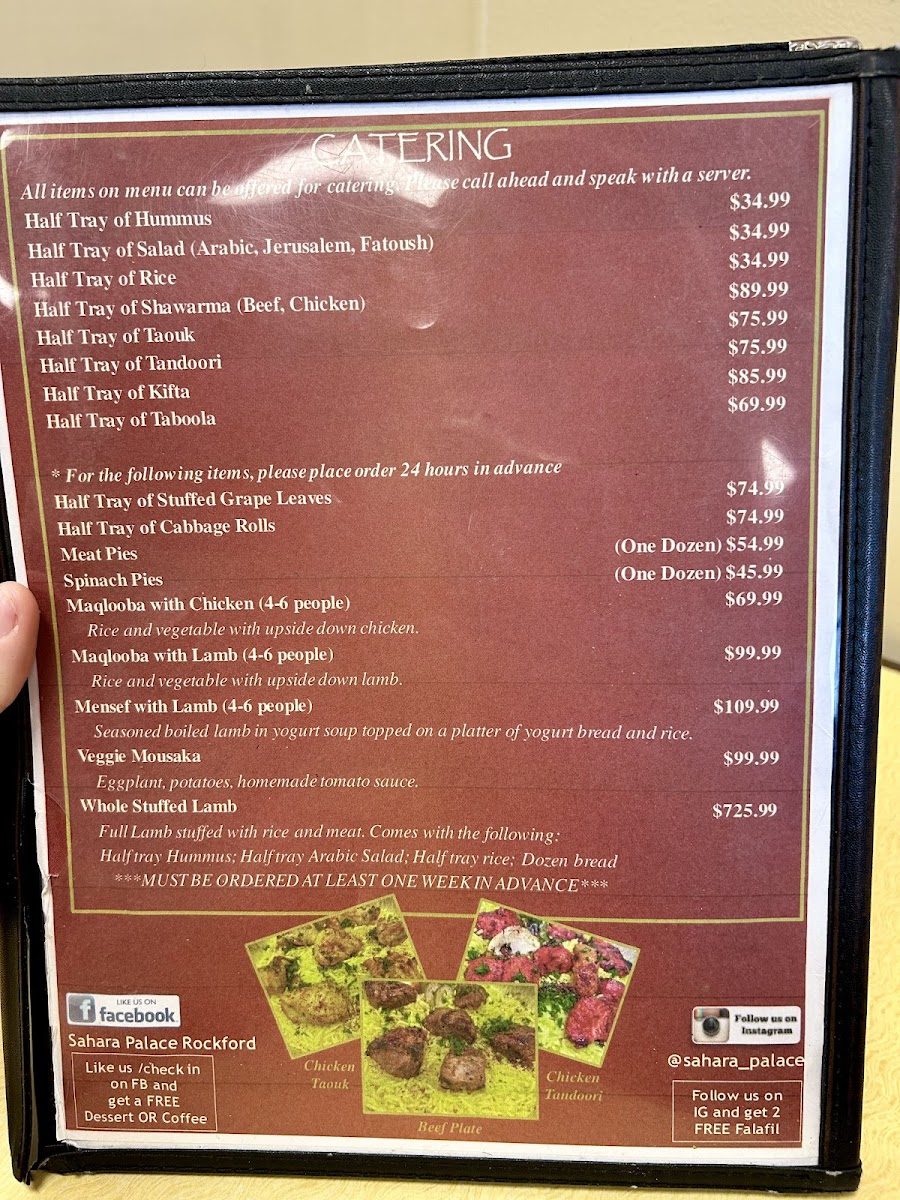 CATERING
All items on menu can be offered for catering. Please call ahead and speak with a server.
Half Tray of Hummus $34.99
Half Tray of Salad (Arabic, Jerusalem, Fatoush) $34.99
Half Tray of Rice $34.99
Half Tray of Shawarma (Beef, Chicken) $89.99
Half Tray of Taouk $75.99
Half Tray of Tandoori $75.99
Half Tray of Kifta $85.99
Half Tray of Taboola $69.99
* For the following items, please place order 24 hours in advance
Half Tray of Stuffed Grape Leaves $74.99
Half Tray of Cabbage Rolls $74.99
Meat Pies (One Dozen) $54.99
Spinach Pies (One Dozen) $45.99
Maqlooba with Chicken (4-6 people) $69.99
Rice and vegetable with upside down chicken.
Maqlooba with Lamb (4-6 people) $99.99
Rice and vegetable with upside down lamb.
Mensef with Lamb (4-6 people) $109.99
Seasoned boiled lamb in yogurt soup topped on a platter of yogurt bread and rice.
Veggie Mousaka $99.99
Eggplant, potatoes, homemade tomato sauce.
Whole Stuffed Lamb $725.99
Full Lamb stuffed with rice and meat. Comes with the following:
Half tray Hummus; Half tray Arabic Salad; Half tray rice; Dozen bread
***MUST BE ORDERED AT LEAST ONE WEEK IN ADVANCE***
LIKE US ON
facebook
Sahara Palace Rockford
Like us /check in
on FB and
get a FREE
Dessert OR Coffee
Chicken
Taouk
Beef Plate
Chicken
Tandoori
Follow us on
Instagram
@sahara_palace
Follow us on
IG and get 2
FREE Falafil